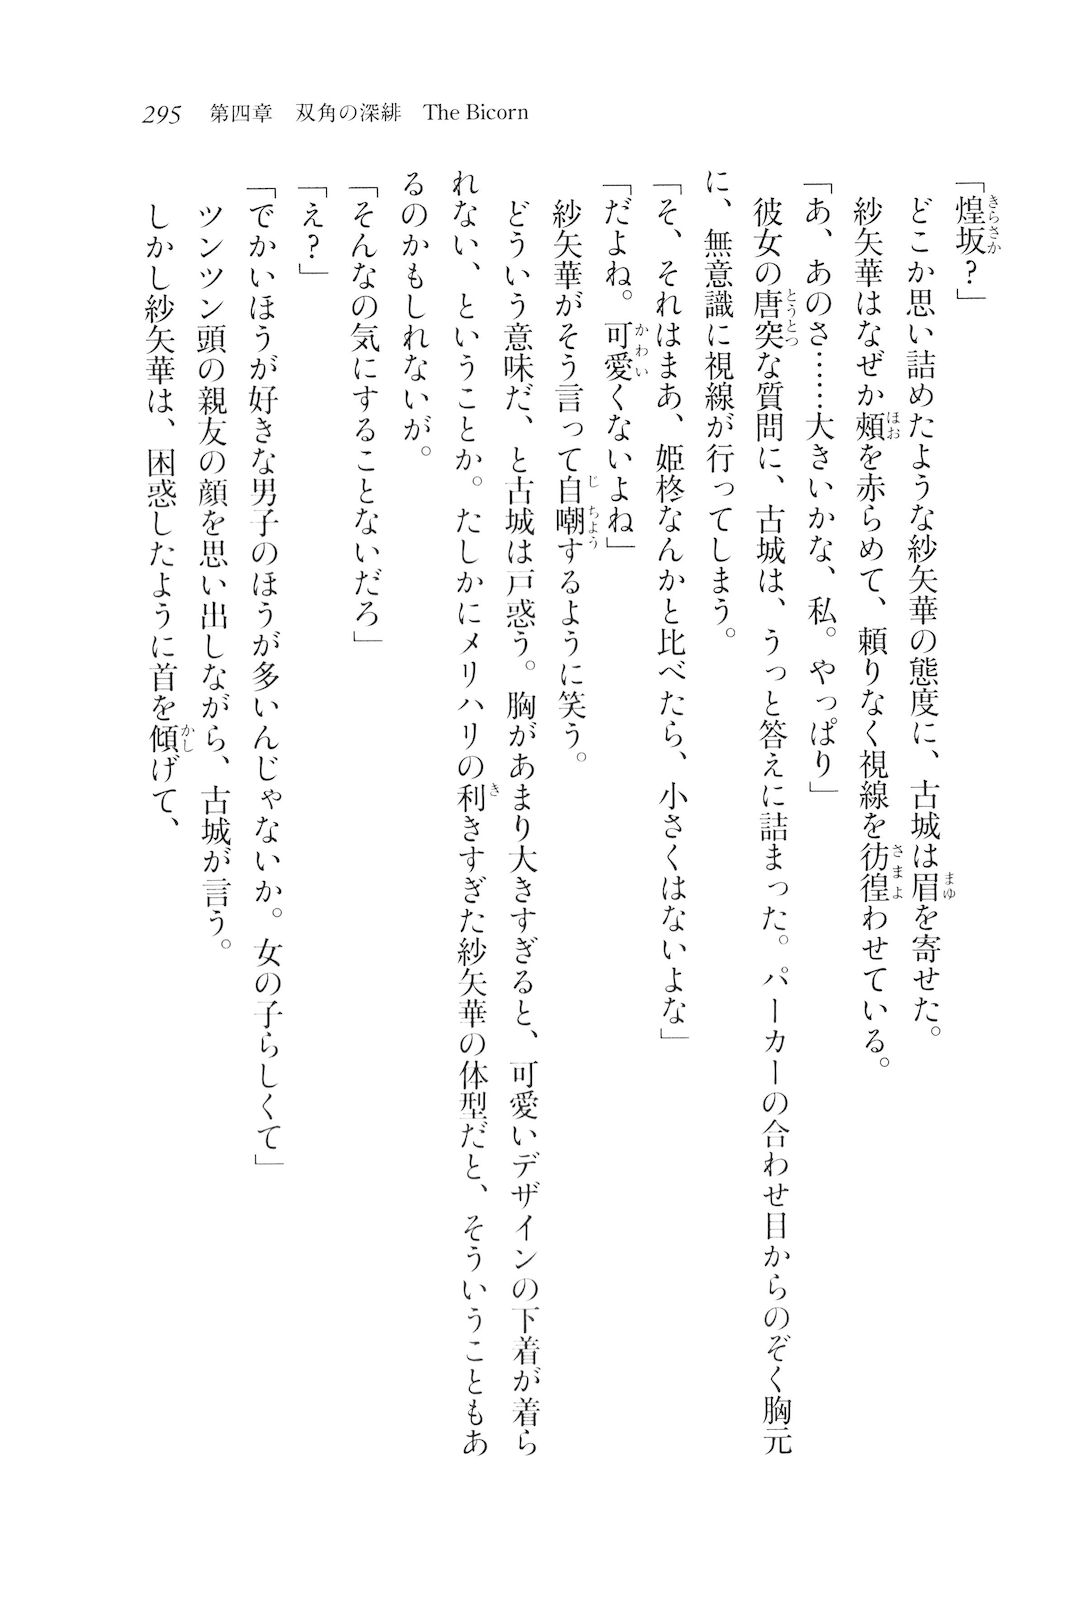 295 第四章 双角の深緋 The Bicorn
「煌坂？」
どこか思い詰めたような紗矢華の態度に、古城は眉を寄せた。
紗矢華はなぜか頰を赤らめて、頼りなく視線を彷徨わせている。
「あ、あのさ……大きいかな、私。やっぱり」
彼女の唐突な質問に、古城は、うっと答えに詰まった。パーカーの合わせ目からのぞく胸元
に、無意識に視線が行ってしまう。
「そ、それはまあ、姫柊なんかと比べたら、小さくはないよな」
「だよね。可愛くないよね」
紗矢華がそう言って自嘲するように笑う。
どういう意味だ、と古城は戸惑う。胸があまり大きすぎると、可愛いデザインの下着が着ら
れない、ということか。たしかにメリハリの利きすぎた紗矢華の体型だと、そういうこともあ
るのかもしれないが。
「そんなの気にすることないだろ」
「え？」
「でかいほうが好きな男子のほうが多いんじゃないか。女の子らしくて」
ツンツン頭の親友の顔を思い出しながら、古城が言う。
しかし紗矢華は、困惑したように首を傾げて、